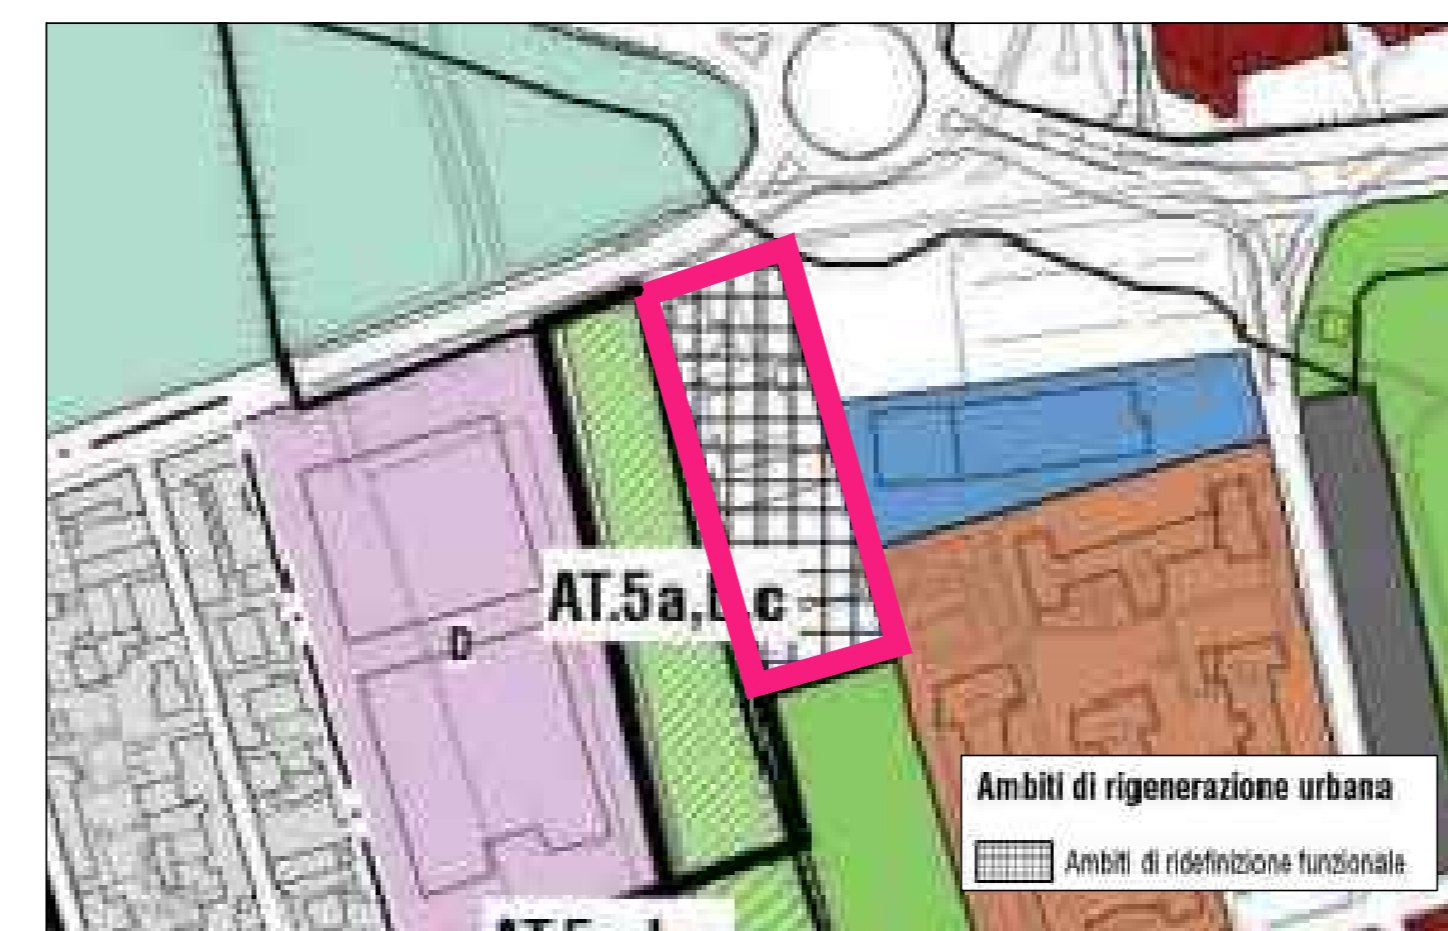 AT.5a,b.c
D
Ambiti di rigenerazione urbana
Ambiti di ridefinizione funzionale